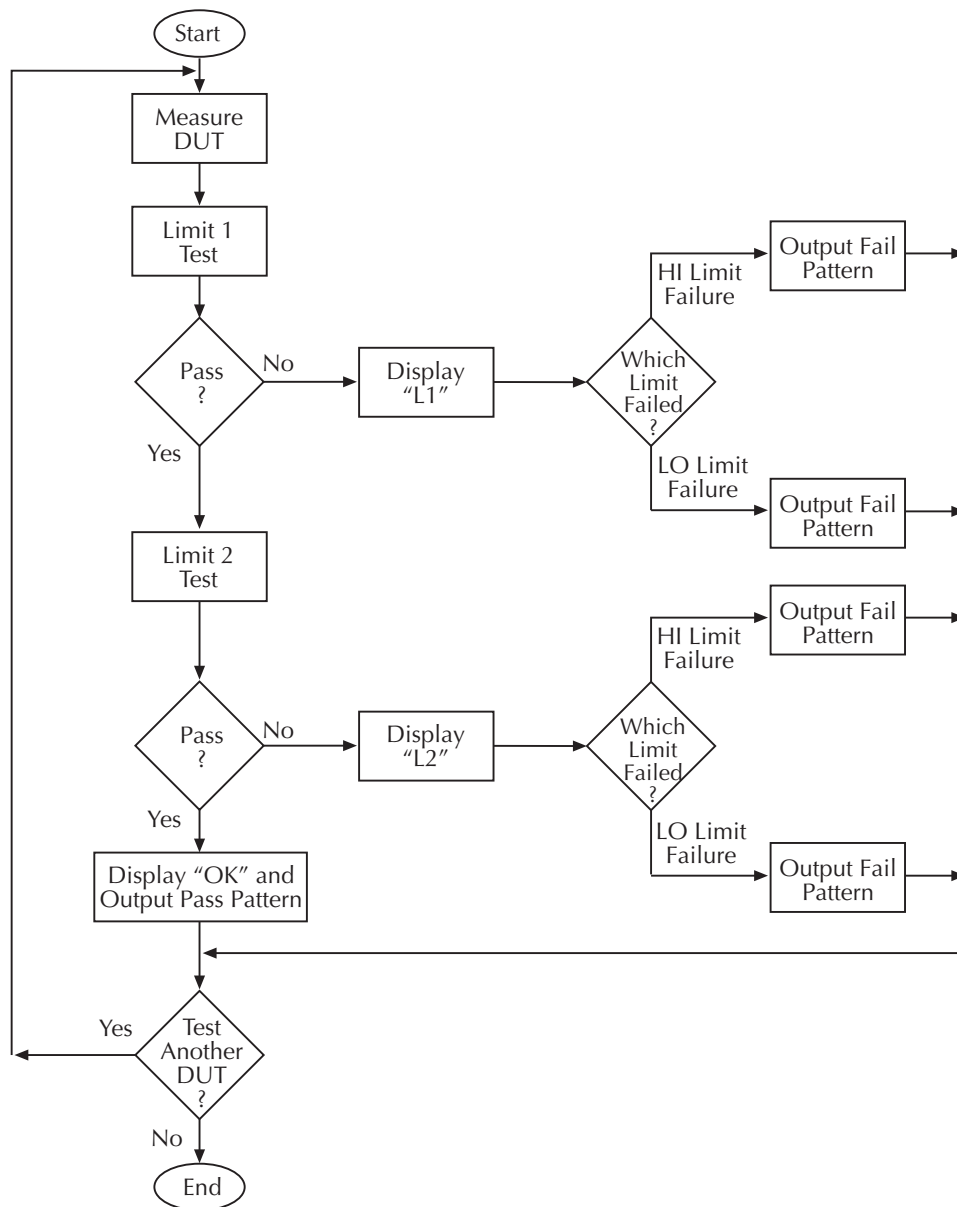 Start
Measure
DUT
Limit 1
Test
Pass
?
No
Display
“L1”
Which
Limit
Failed
?
HI Limit
Failure
Output Fail
Pattern
LO Limit
Failure
Output Fail
Pattern
Yes
Limit 2
Test
Pass
?
No
Display
“L2”
Which
Limit
Failed
?
HI Limit
Failure
Output Fail
Pattern
LO Limit
Failure
Output Fail
Pattern
Yes
Display “OK” and
Output Pass Pattern
Test
Another
DUT
?
Yes
No
End